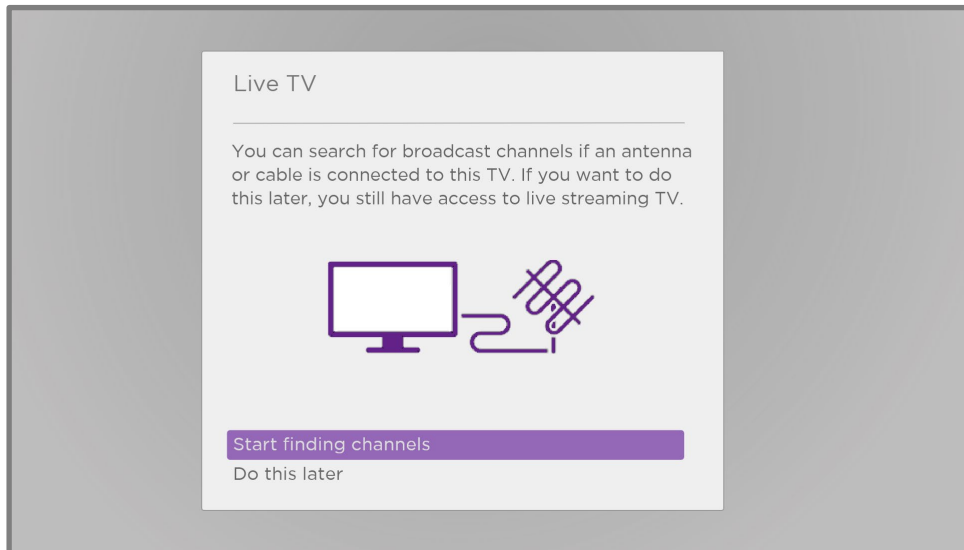 Live TV
You can search for broadcast channels if an antenna
or cable is connected to this TV. If you want to do
this later, you still have access to live streaming TV.
Start finding channels
Do this later